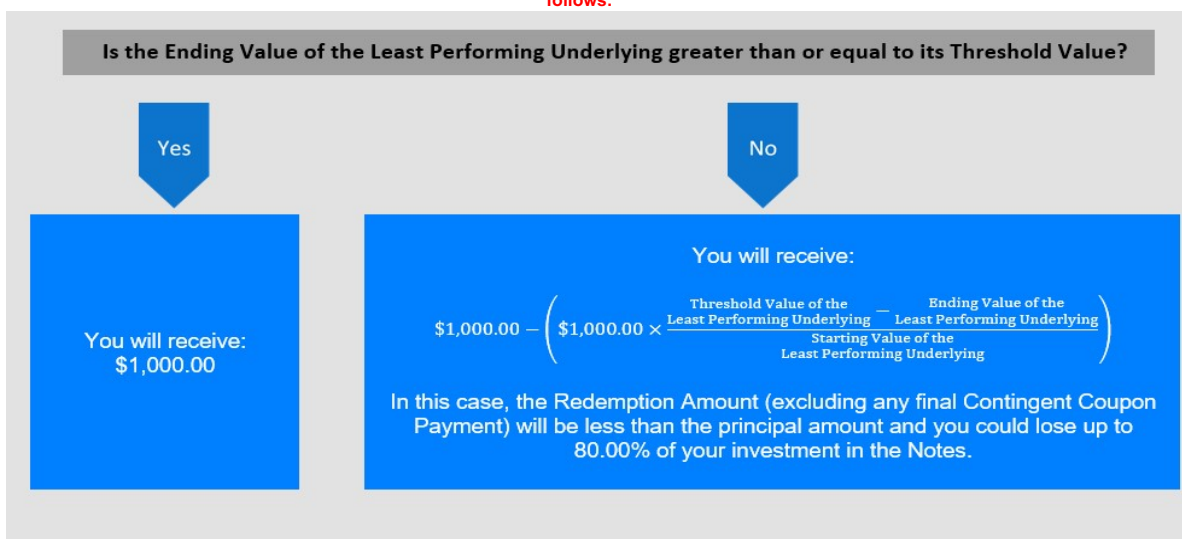 follows:
Is the Ending Value of the Least Performing Underlying greater than or equal to its Threshold Value?
Yes
No
You will receive:
$1,000.00
You will receive:
$1,000.00 − ( $1,000.00 × (Threshold Value of the Least Performing Underlying − Ending Value of the Least Performing Underlying) / Starting Value of the Least Performing Underlying )
In this case, the Redemption Amount (excluding any final Contingent Coupon
Payment) will be less than the principal amount and you could lose up to
80.00% of your investment in the Notes.